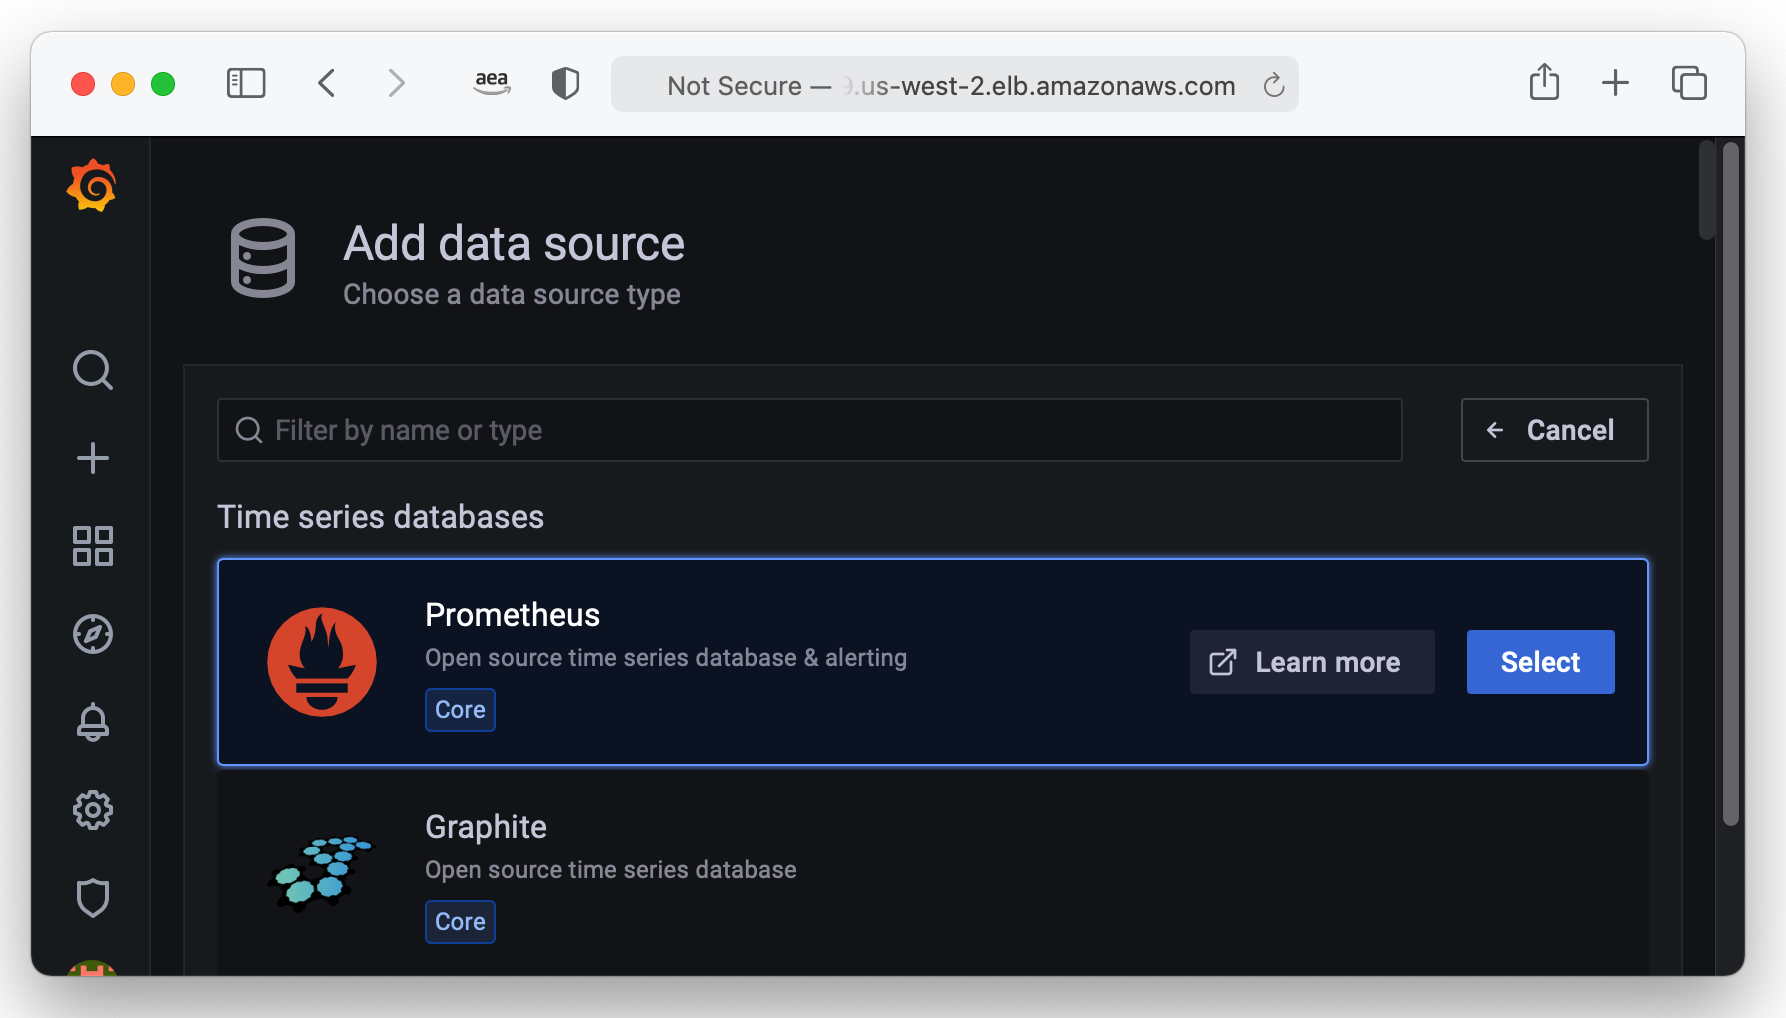 aea
Not Secure — 9.us-west-2.elb.amazonaws.com
Add data source
Choose a data source type
Filter by name or type
Cancel
Time series databases
Prometheus
Open source time series database & alerting
Core
Learn more
Select
Graphite
Open source time series database
Core